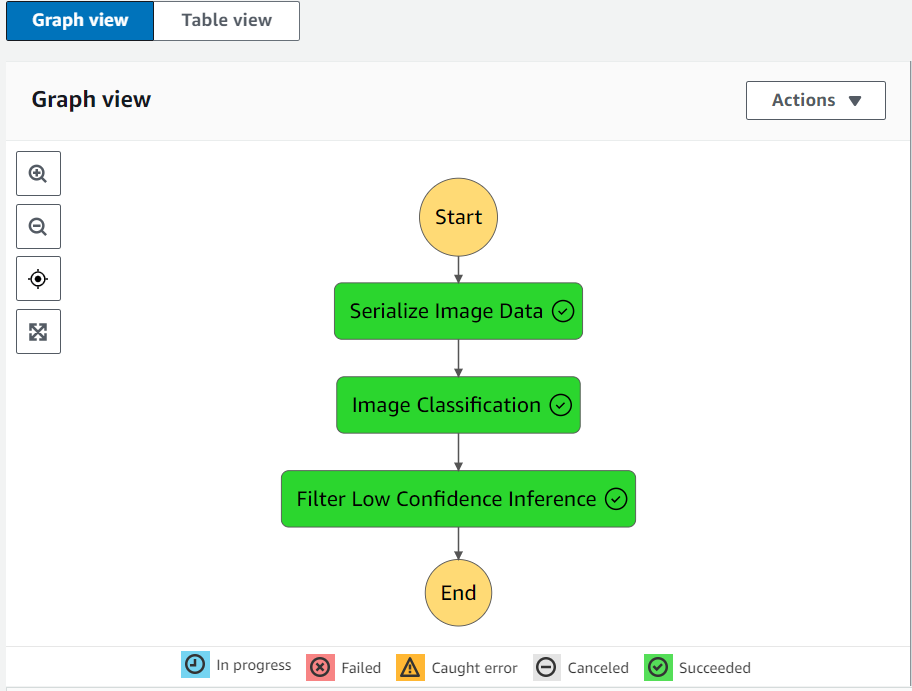 Graph view Table view
Graph view Actions
Start
Serialize Image Data
Image Classification
Filter Low Confidence Inference
End
In progress Failed Caught error Canceled Succeeded